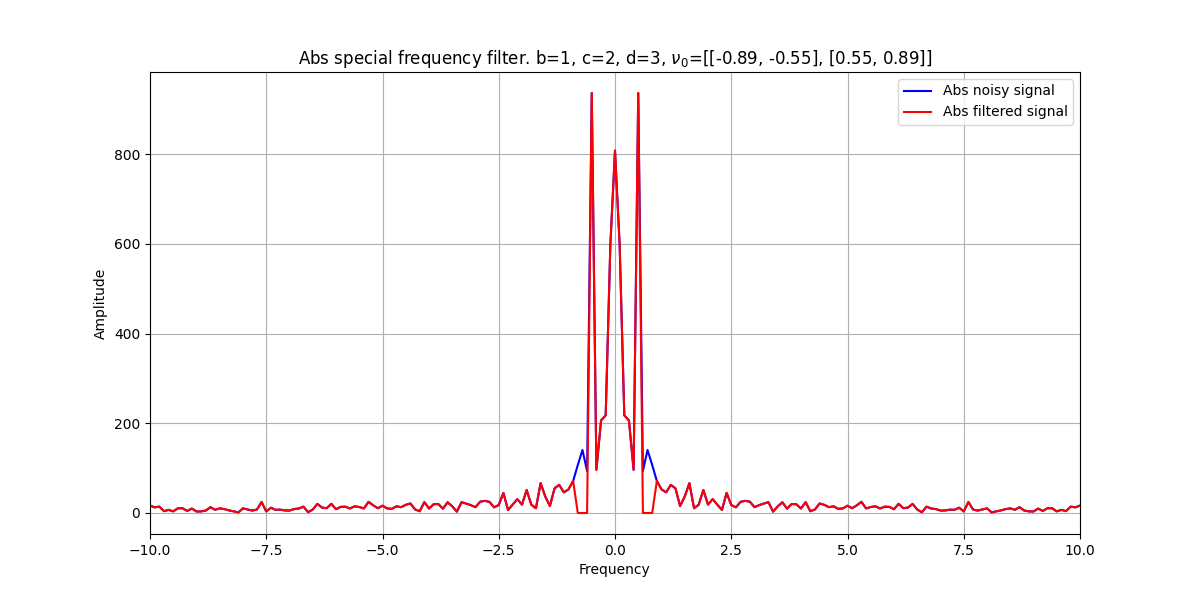 Abs special frequency filter. b=1, c=2, d=3, ν₀=[[-0.89, -0.55], [0.55, 0.89]]
Abs noisy signal
Abs filtered signal
800
600
400
200
0
Amplitude
−10.0 −7.5 −5.0 −2.5 0.0 2.5 5.0 7.5 10.0
Frequency